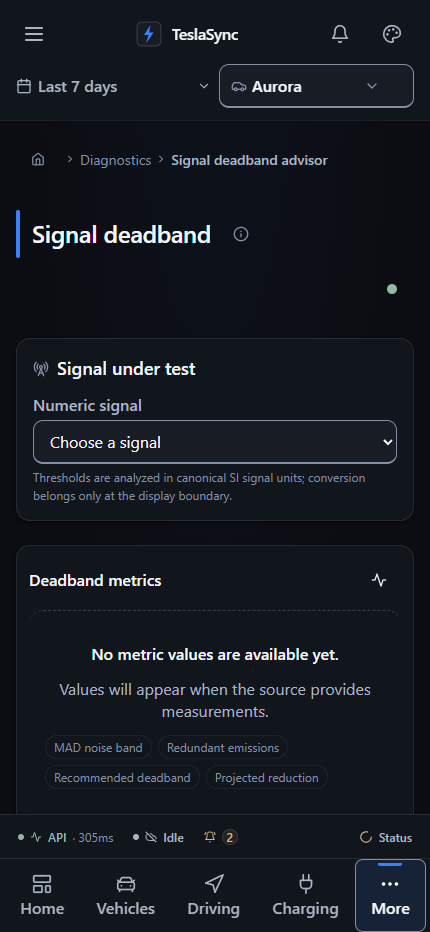 TeslaSync
Last 7 days
Aurora
Diagnostics
Signal deadband advisor
Signal deadband
Signal under test
Numeric signal
Choose a signal
Thresholds are analyzed in canonical SI signal units; conversion
belongs only at the display boundary.
Deadband metrics
No metric values are available yet.
Values will appear when the source provides
measurements.
MAD noise band
Redundant emissions
Recommended deadband
Projected reduction
API · 305ms
Idle
2
Status
Home
Vehicles
Driving
Charging
More